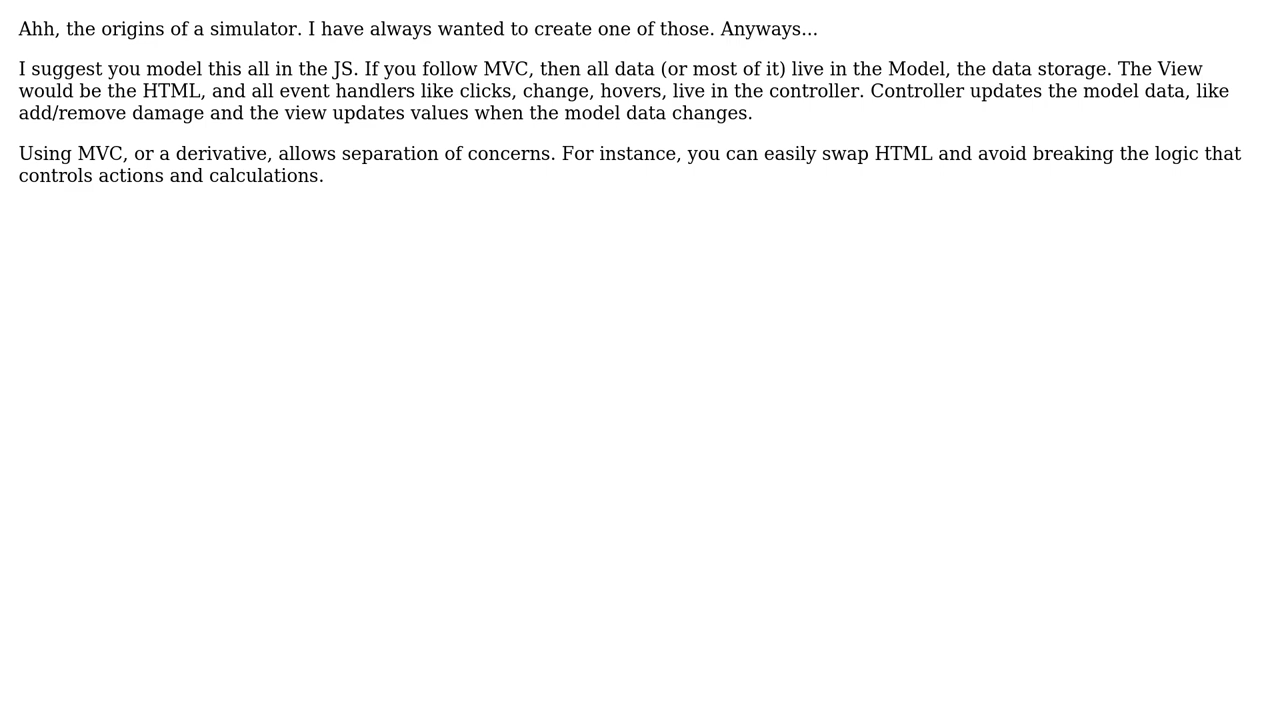 Ahh, the origins of a simulator. I have always wanted to create one of those. Anyways...
I suggest you model this all in the JS. If you follow MVC, then all data (or most of it) live in the Model, the data storage. The View
would be the HTML, and all event handlers like clicks, change, hovers, live in the controller. Controller updates the model data, like
add/remove damage and the view updates values when the model data changes.
Using MVC, or a derivative, allows separation of concerns. For instance, you can easily swap HTML and avoid breaking the logic that
controls actions and calculations.